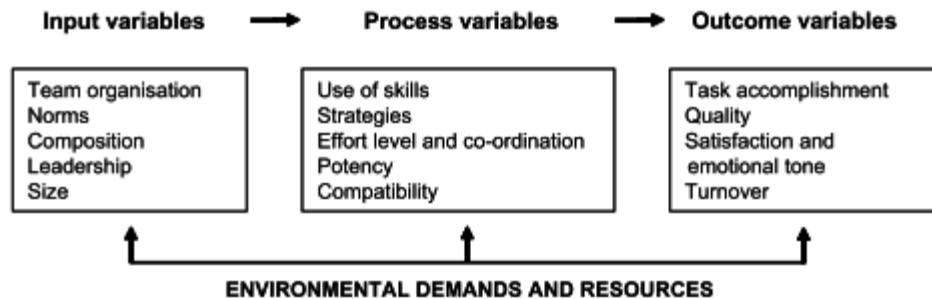 Input variables
Process variables
Outcome variables
Team organisation
Norms
Composition
Leadership
Size
Use of skills
Strategies
Effort level and co-ordination
Potency
Compatibility
Task accomplishment
Quality
Satisfaction and
emotional tone
Turnover
ENVIRONMENTAL DEMANDS AND RESOURCES